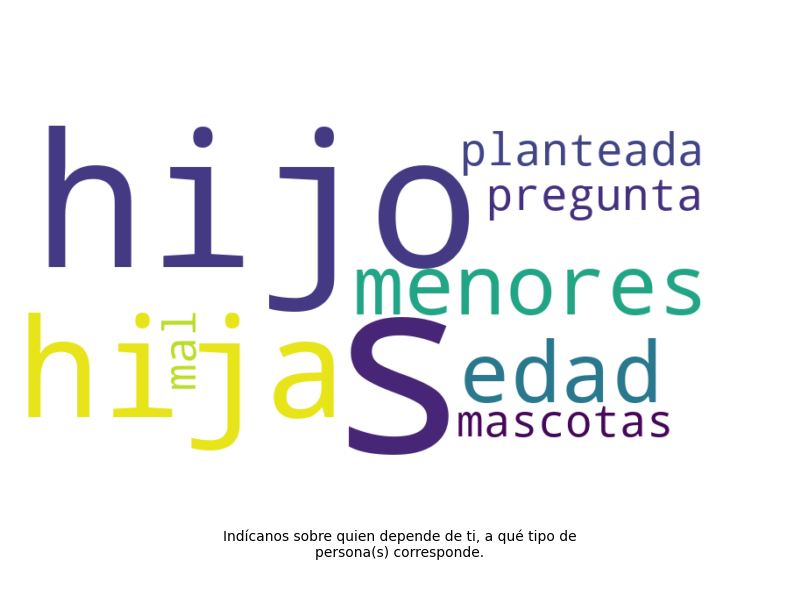 hijo
planteada
pregunta
menores
hija
mal
s
edad
mascotas
Indícanos sobre quien depende de ti, a qué tipo de
persona(s) corresponde.